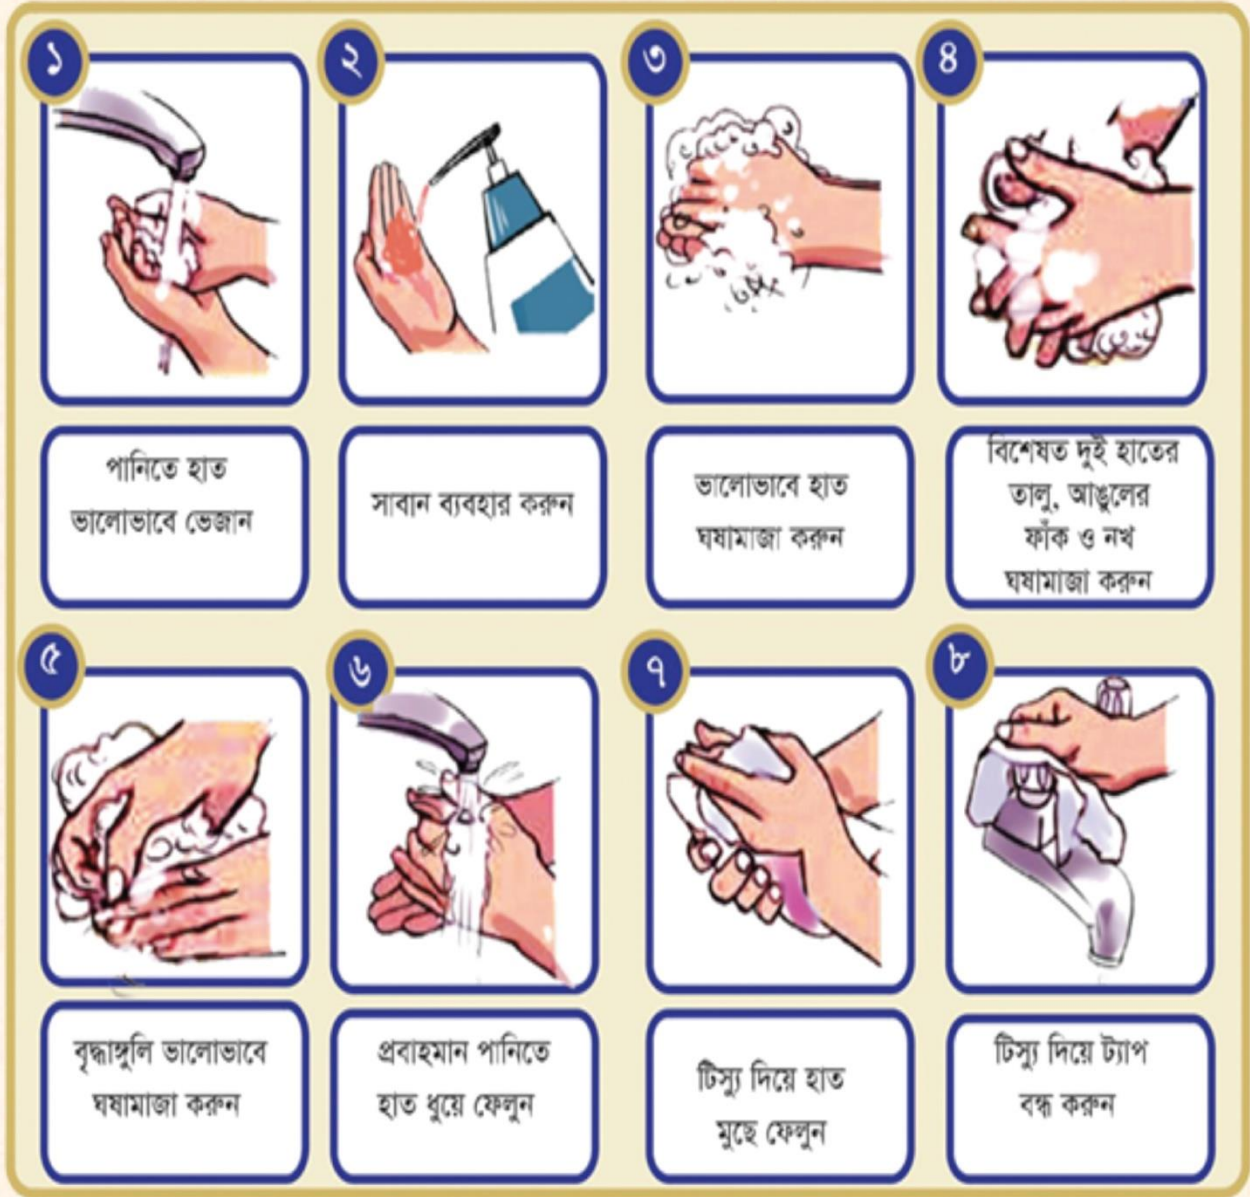 ১
২
৩
৪
পানিতে হাত
ভালোভাবে ভেজান
সাবান ব্যবহার করুন
ভালোভাবে হাত
ঘষামাজা করুন
বিশেষত দুই হাতের
তালু, আঙুলের
ফাঁক ও নখ
ঘষামাজা করুন
৫
৬
৭
৮
বৃদ্ধাঙ্গুলি ভালোভাবে
ঘষামাজা করুন
প্রবাহমান পানিতে
হাত ধুয়ে ফেলুন
টিস্যু দিয়ে হাত
মুছে ফেলুন
টিস্যু দিয়ে ট্যাপ
বন্ধ করুন